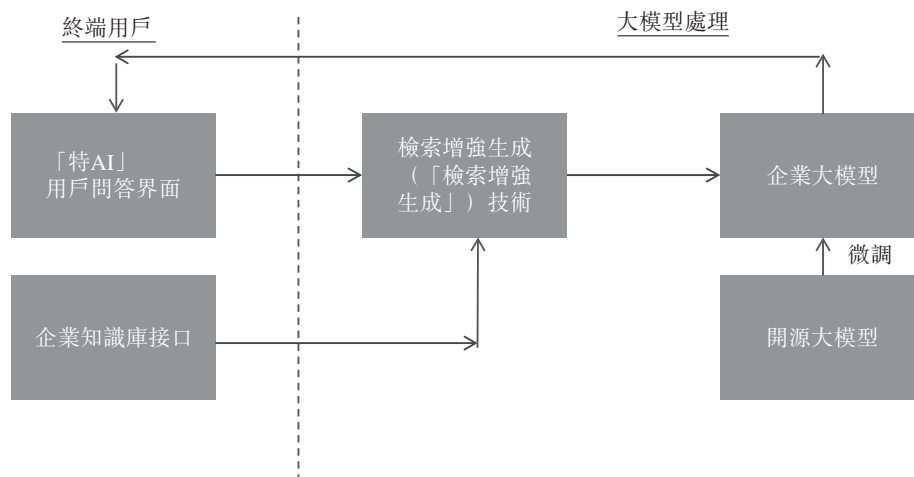 終端用戶
大模型處理
「特AI」
用戶問答界面
檢索增強生成
（「檢索增強
生成」）技術
企業大模型
微調
企業知識庫接口
開源大模型